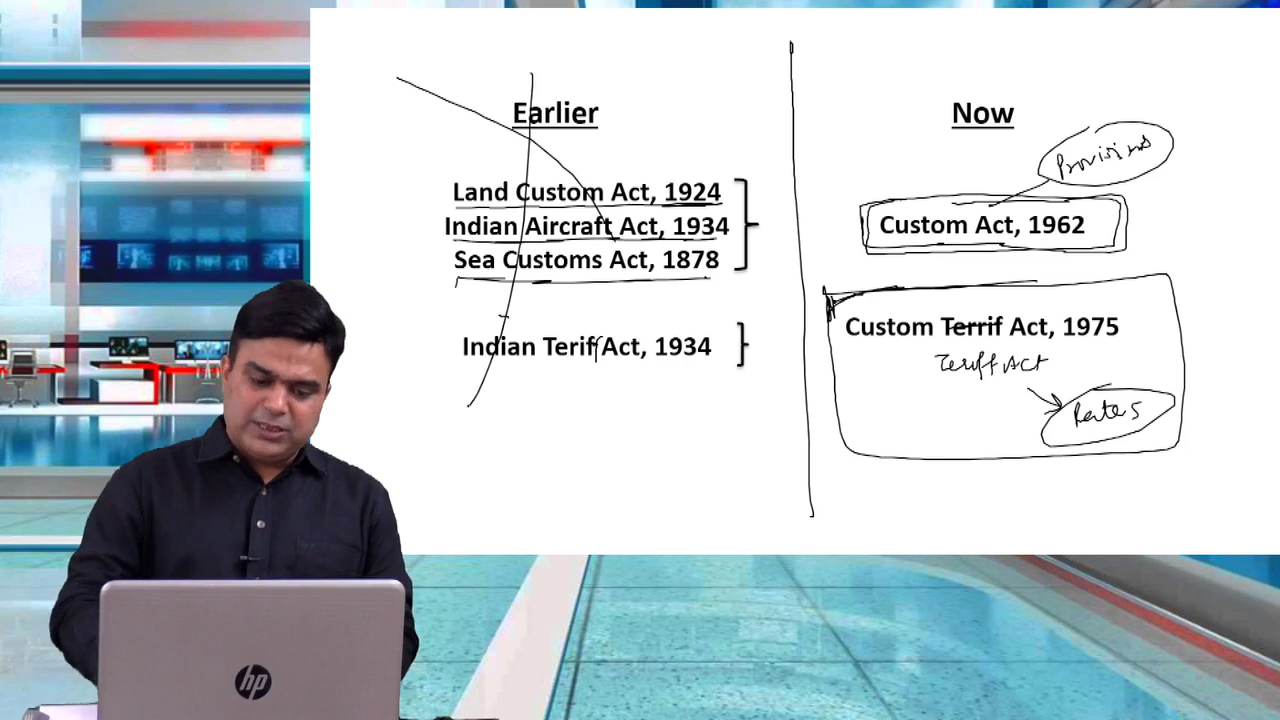 Earlier
Land Custom Act, 1924
Indian Aircraft Act, 1934
Sea Customs Act, 1878
Indian Teriff Act, 1934
Now
Provisions
Custom Act, 1962
Custom Terrif Act, 1975
Teriff Act
Rates
hp